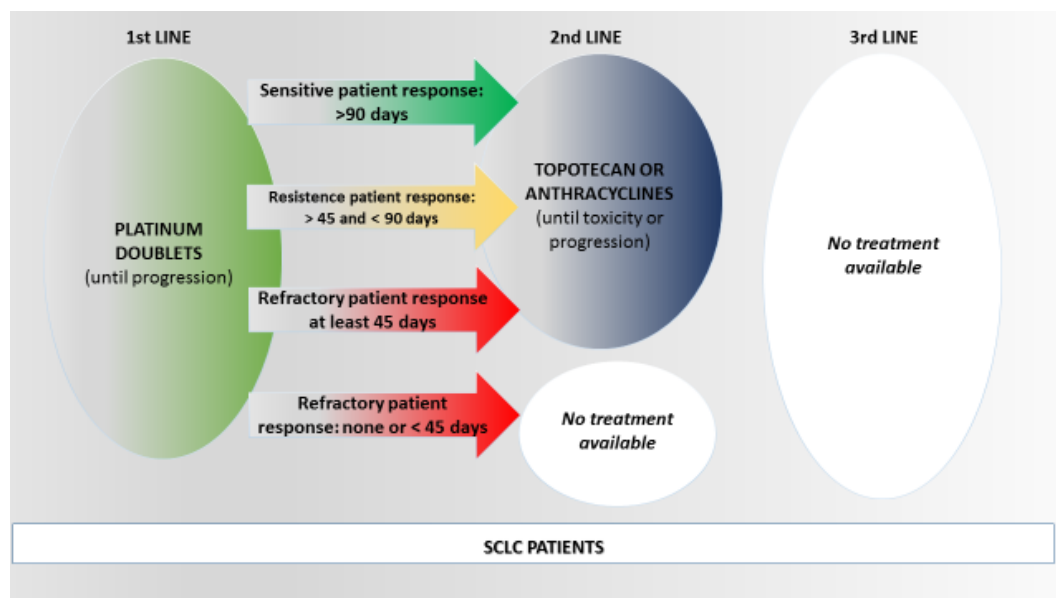 1st LINE
2nd LINE
3rd LINE
Sensitive patient response:
>90 days
Resistence patient response:
> 45 and < 90 days
PLATINUM
DOUBLETS
(until progression)
Refractory patient response
at least 45 days
Refractory patient
response: none or < 45 days
TOPOTECAN OR
ANTHRACYCLINES
(until toxicity or
progression)
No treatment
available
No treatment
available
SCLC PATIENTS